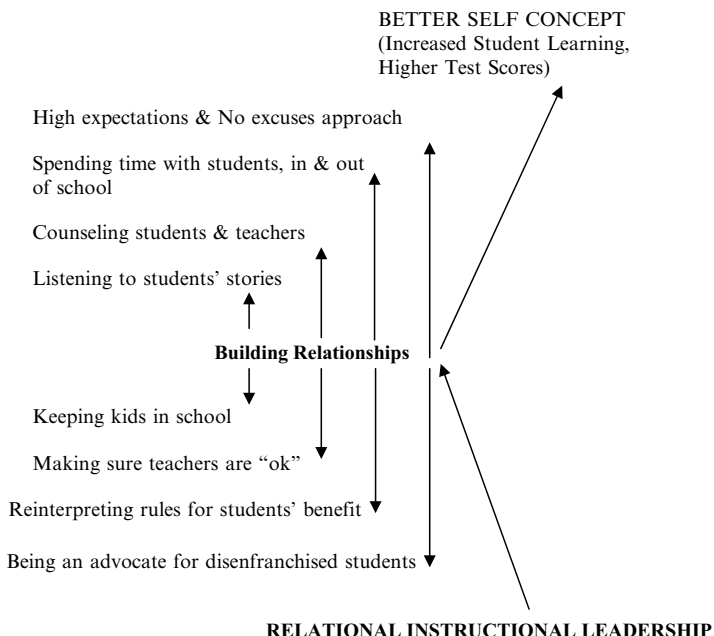 BETTER SELF CONCEPT
(Increased Student Learning,
Higher Test Scores)
High expectations & No excuses approach
Spending time with students, in & out
of school
Counseling students & teachers
Listening to students’ stories
Building Relationships
Keeping kids in school
Making sure teachers are “ok”
Reinterpreting rules for students’ benefit
Being an advocate for disenfranchised students
RELATIONAL INSTRUCTIONAL LEADERSHIP